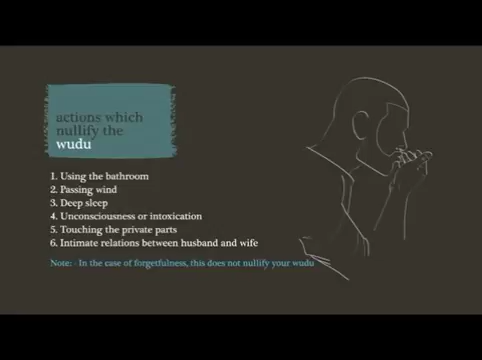 actions which
nullify the
wudu
1. Using the bathroom
2. Passing wind
3. Deep sleep
4. Unconsciousness or intoxication
5. Touching the private parts
6. Intimate relations between husband and wife
Note: - In the case of forgetfulness, this does not nullify your wudu